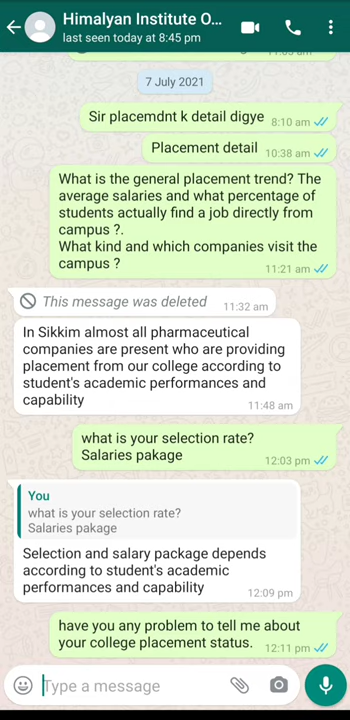 Himalyan Institute O...
last seen today at 8:45 pm
7 July 2021
Sir placemdnt k detail digye 8:10 am
Placement detail 10:38 am
What is the general placement trend? The
average salaries and what percentage of
students actually find a job directly from
campus ?.
What kind and which companies visit the
campus ?
11:21 am
This message was deleted 11:32 am
In Sikkim almost all pharmaceutical
companies are present who are providing
placement from our college according to
student's academic performances and
capability
11:48 am
what is your selection rate?
Salaries pakage 12:03 pm
You
what is your selection rate?
Salaries pakage
Selection and salary package depends
according to student's academic
performances and capability 12:09 pm
have you any problem to tell me about
your college placement status. 12:11 pm
Type a message